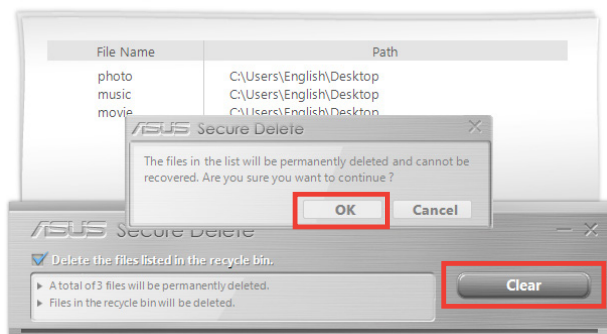 File Name Path
photo C:\Users\English\Desktop
music C:\Users\English\Desktop
movie C:\Users\English\Desktop
ASUS Secure Delete
The files in the list will be permanently deleted and cannot be
recovered. Are you sure you want to continue ?
OK Cancel
ASUS Secure Delete
Delete the files listed in the recycle bin.
A total of 3 files will be permanently deleted.
Files in the recycle bin will be deleted.
Clear